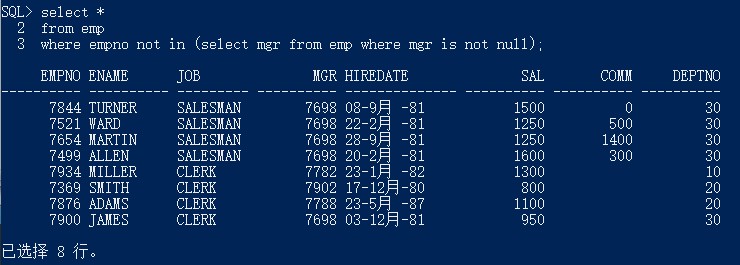 SQL> select *
  2  from emp
  3  where empno not in (select mgr from emp where mgr is not null);
     EMPNO ENAME      JOB              MGR HIREDATE              SAL       COMM     DEPTNO
---------- ---------- --------- ---------- -------------- ---------- ---------- ----------
      7844 TURNER     SALESMAN        7698 08-9月 -81           1500          0         30
      7521 WARD       SALESMAN        7698 22-2月 -81           1250        500         30
      7654 MARTIN     SALESMAN        7698 28-9月 -81           1250       1400         30
      7499 ALLEN      SALESMAN        7698 20-2月 -81           1600        300         30
      7934 MILLER     CLERK           7782 23-1月 -82           1300                    10
      7369 SMITH      CLERK           7902 17-12月-80            800                    20
      7876 ADAMS      CLERK           7788 23-5月 -87           1100                    20
      7900 JAMES      CLERK           7698 03-12月-81            950                    30
已选择 8 行。